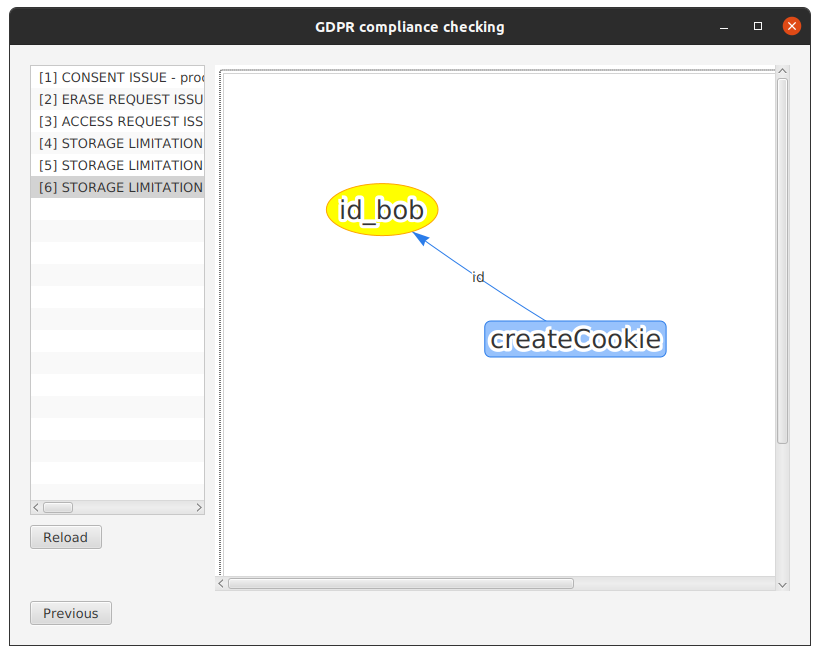 GDPR compliance checking
[1] CONSENT ISSUE - proc
[2] ERASE REQUEST ISSU
[3] ACCESS REQUEST ISS
[4] STORAGE LIMITATION
[5] STORAGE LIMITATION
[6] STORAGE LIMITATION
id_bob
id
createCookie
Reload
Previous